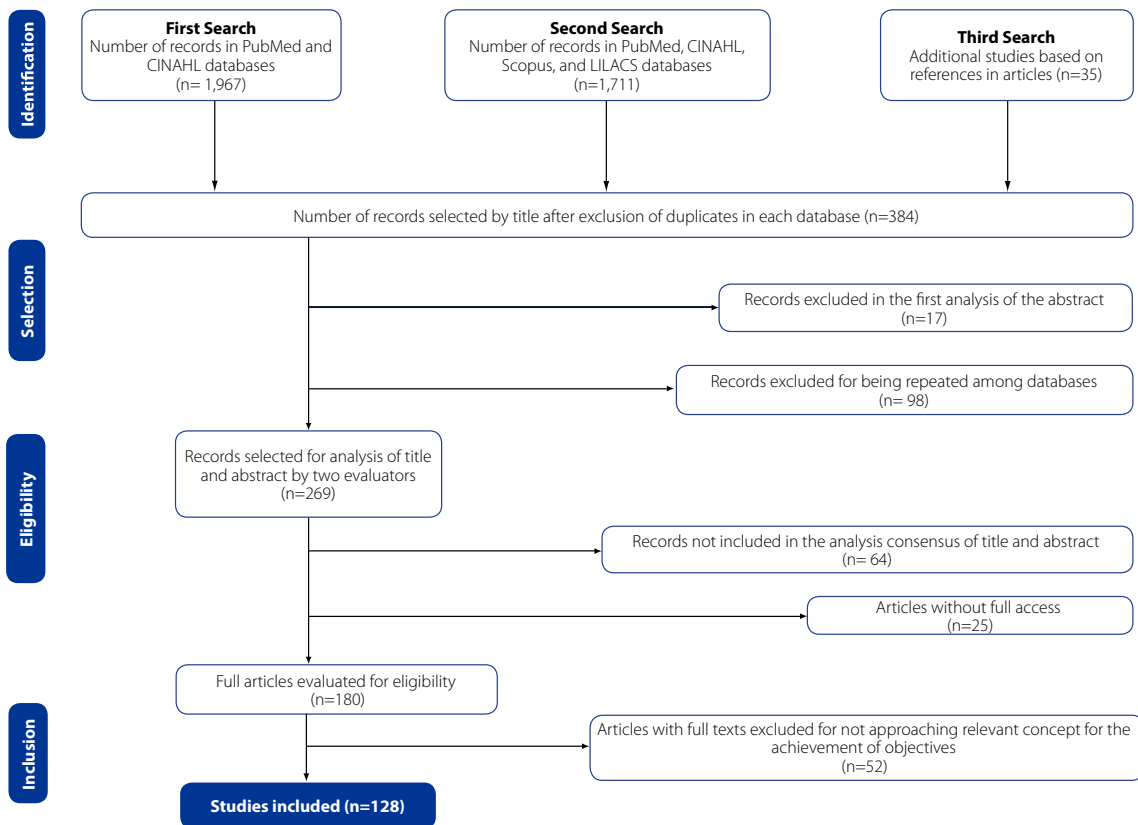 Identification
First Search
Number of records in PubMed and
CINAHL databases
(n= 1,967)
Second Search
Number of records in PubMed, CINAHL,
Scopus, and LILACS databases
(n=1,711)
Third Search
Additional studies based on
references in articles (n=35)
Number of records selected by title after exclusion of duplicates in each database (n=384)
Selection
Records excluded in the first analysis of the abstract
(n=17)
Records excluded for being repeated among databases
(n= 98)
Eligibility
Records selected for analysis of title
and abstract by two evaluators
(n=269)
Records not included in the analysis consensus of title and abstract
(n= 64)
Articles without full access
(n=25)
Full articles evaluated for eligibility
(n=180)
Inclusion
Articles with full texts excluded for not approaching relevant concept for the
achievement of objectives
(n=52)
Studies included (n=128)